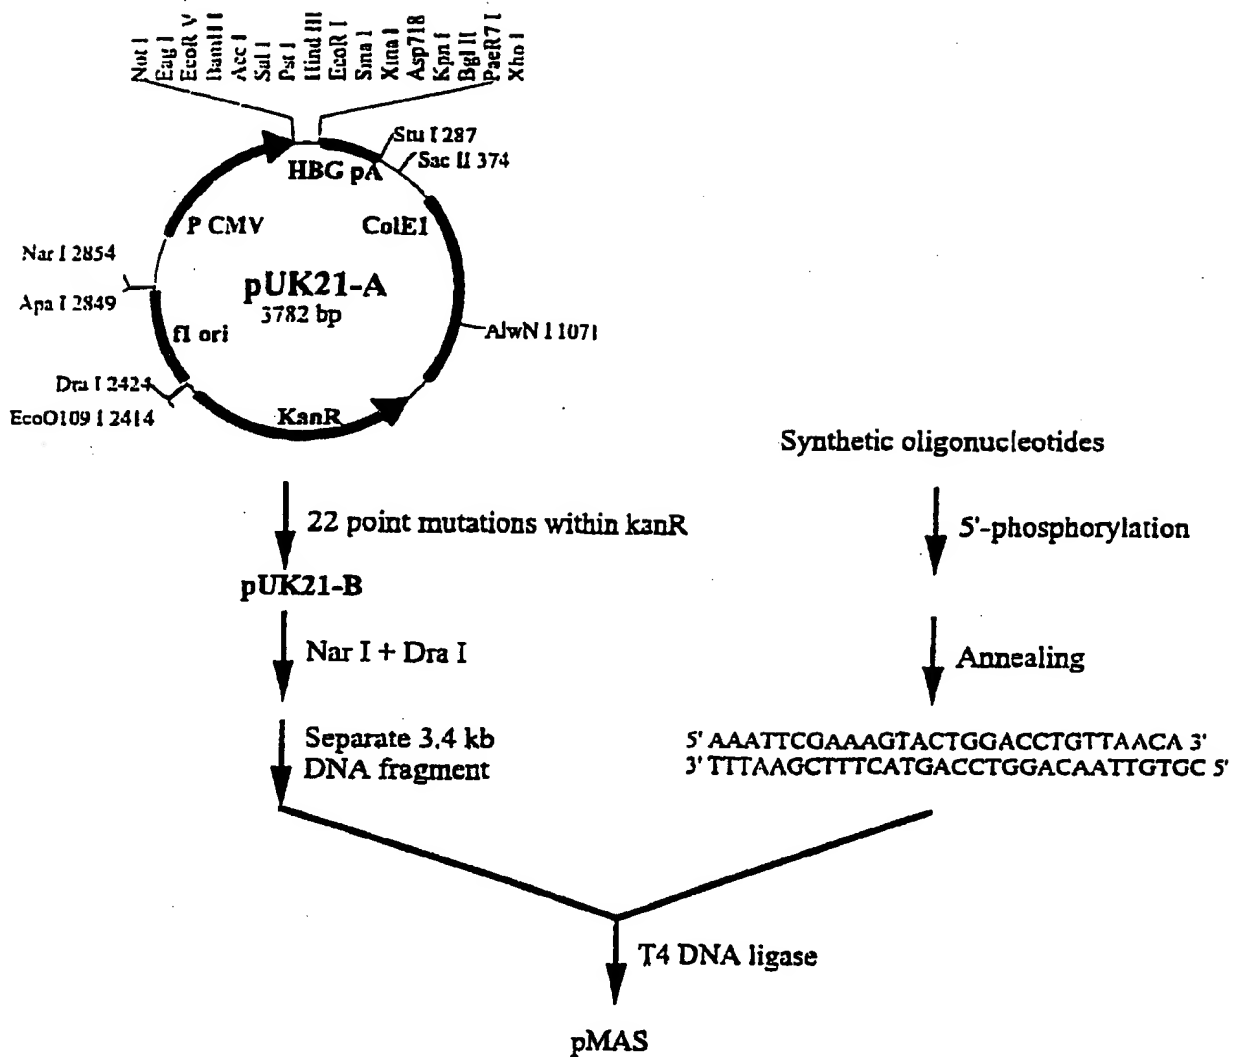 Not I
Eag I
EcoR V
BamH I
Acc I
Sal I
Pst I
Hind III
EcoR I
Sma I
Xma I
Asp718
Kpn I
Bgl II
PaeR7 I
Xho I
Stu I 287
Sac II 374
HBG pA
P CMV
ColE1
Nar I 2854
pUK21-A
3782 bp
Apa I 2849
f1 ori
AlwN I 1071
Dra I 2424
EcoO109 I 2414
KanR
Synthetic oligonucleotides
22 point mutations within kanR
5'-phosphorylation
pUK21-B
Nar I + Dra I
Annealing
Separate 3.4 kb
DNA fragment
5' AAATTCGAAAGTACTGGACCTGTTAACA 3'
3' TTTAAGCTTTCATGACCTGGACAATTGTGC 5'
T4 DNA ligase
pMAS